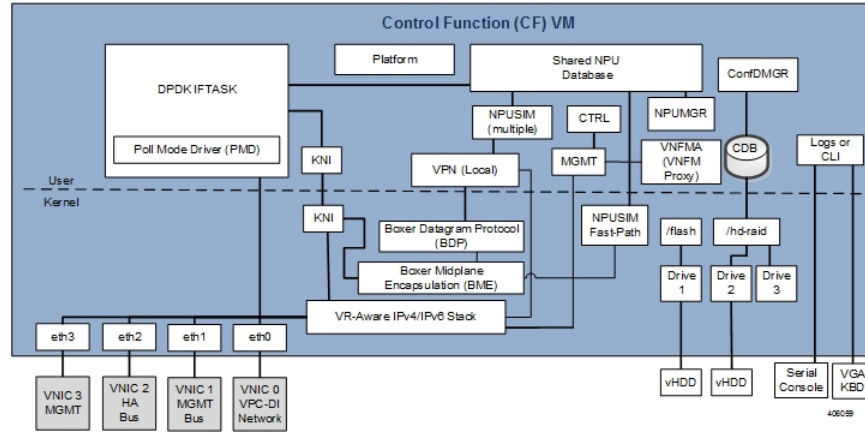 Control Function (CF) VM
Platform
Shared NPU
Database
ConfDMGR
DPDK IFTASK
NPUSIM
(multiple)
CTRL
NPUMGR
Poll Mode Driver (PMD)
KNI
VPN (Local)
MGMT
VNFMA
(VNFM
Proxy)
CDB
Logs or
CLI
User
Kernel
KNI
Boxer Datagram Protocol
(BDP)
NPUSIM
Fast-Path
/flash
/hd-raid
Boxer Midplane
Encapsulation (BME)
Drive
1
Drive
2
Drive
3
VR-Aware IPv4/IPv6 Stack
eth3
eth2
eth1
eth0
VNIC 3
MGMT
VNIC 2
HA
Bus
VNIC 1
MGMT
Bus
VNIC 0
VPC-DI
Network
vHDD
vHDD
Serial
Console
VGA
KBD
406059